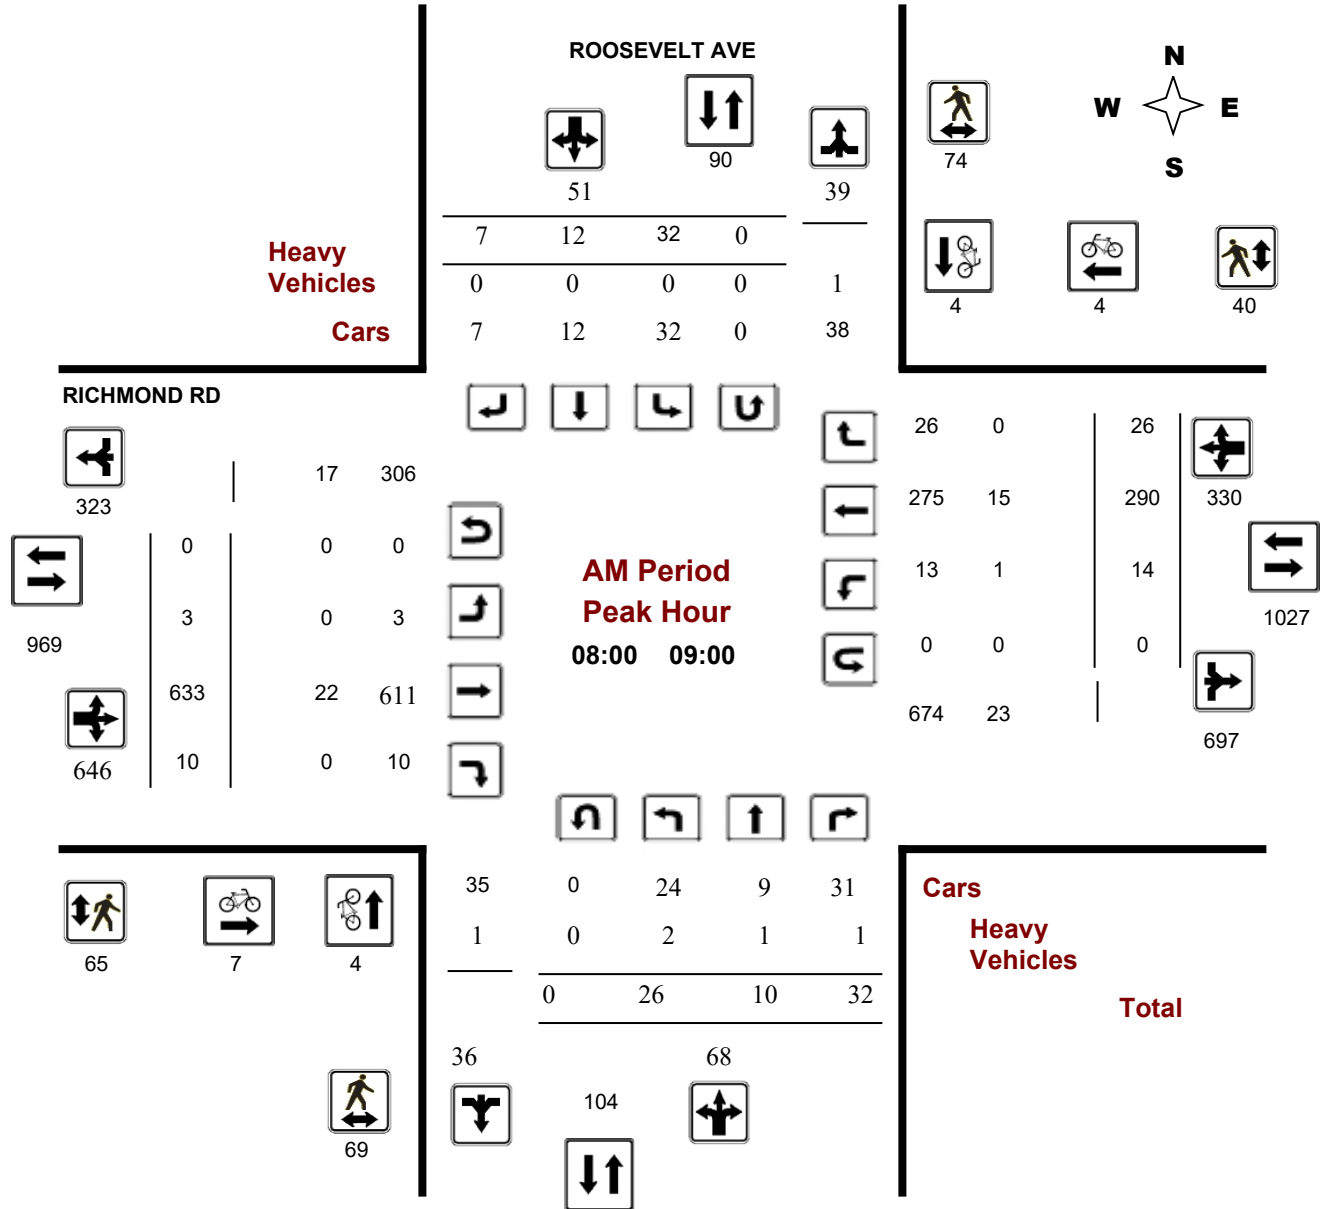 ROOSEVELT AVE
N
W E
S
51 90 39 74
7 12 32 0
Heavy
Vehicles 0 0 0 0 1
Cars 7 12 32 0 38
4 4 40
RICHMOND RD
26 0 26
17 306
323
275 15 290 330
0 0 0
AM Period
13 1 14
Peak Hour
3 0 3
1027
969
08:00 09:00
0 0 0
633 22 611
674 23
697
646 10 0 10
35 0 24 9 31 Cars
1 0 2 1 1 Heavy
Vehicles
65 7 4
0 26 10 32 Total
36 68
104
69